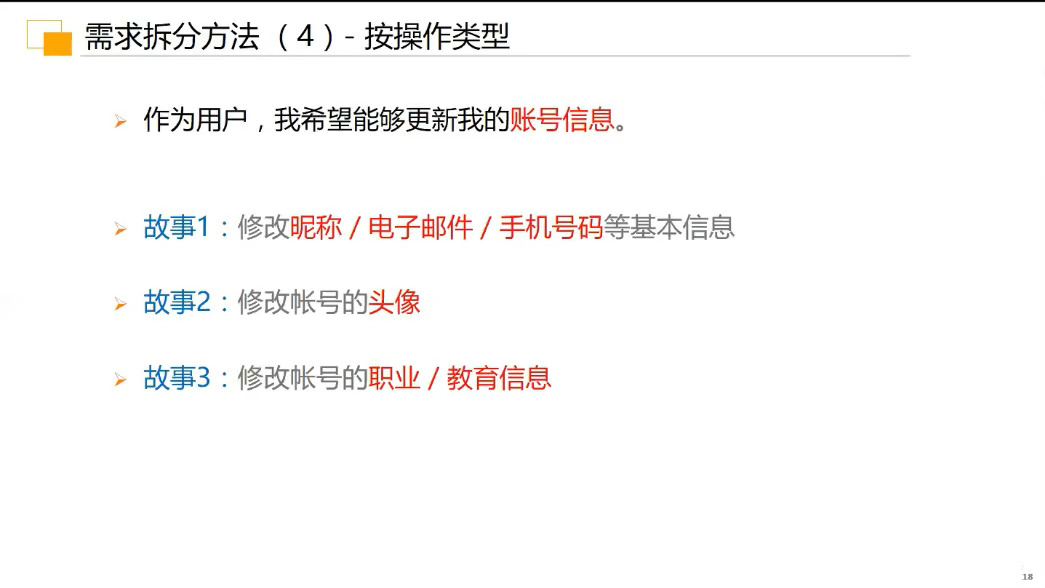 需求拆分方法（4）- 按操作类型
作为用户，我希望能够更新我的账号信息。
故事1：修改昵称 / 电子邮件 / 手机号码等基本信息
故事2：修改帐号的头像
故事3：修改帐号的职业 / 教育信息
18